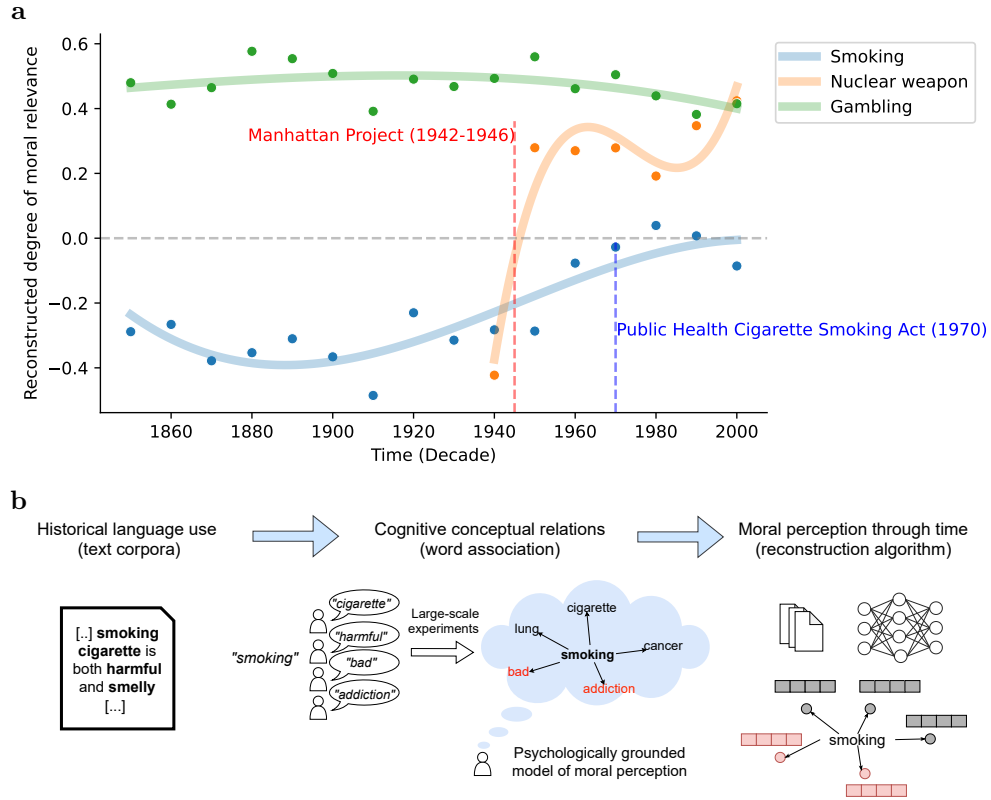 a
0.6
0.4
0.2
0.0
−0.2
−0.4
Reconstructed degree of moral relevance
Smoking
Nuclear weapon
Gambling
Manhattan Project (1942-1946)
Public Health Cigarette Smoking Act (1970)
1860 1880 1900 1920 1940 1960 1980 2000
Time (Decade)
b
Historical language use
(text corpora)
Cognitive conceptual relations
(word association)
Moral perception through time
(reconstruction algorithm)
[..] smoking
cigarette is
both harmful
and smelly
[...]
"smoking"
"cigarette"
"harmful"
"bad"
"addiction"
Large-scale
experiments
cigarette
lung
cancer
smoking
bad
addiction
Psychologically grounded
model of moral perception
smoking